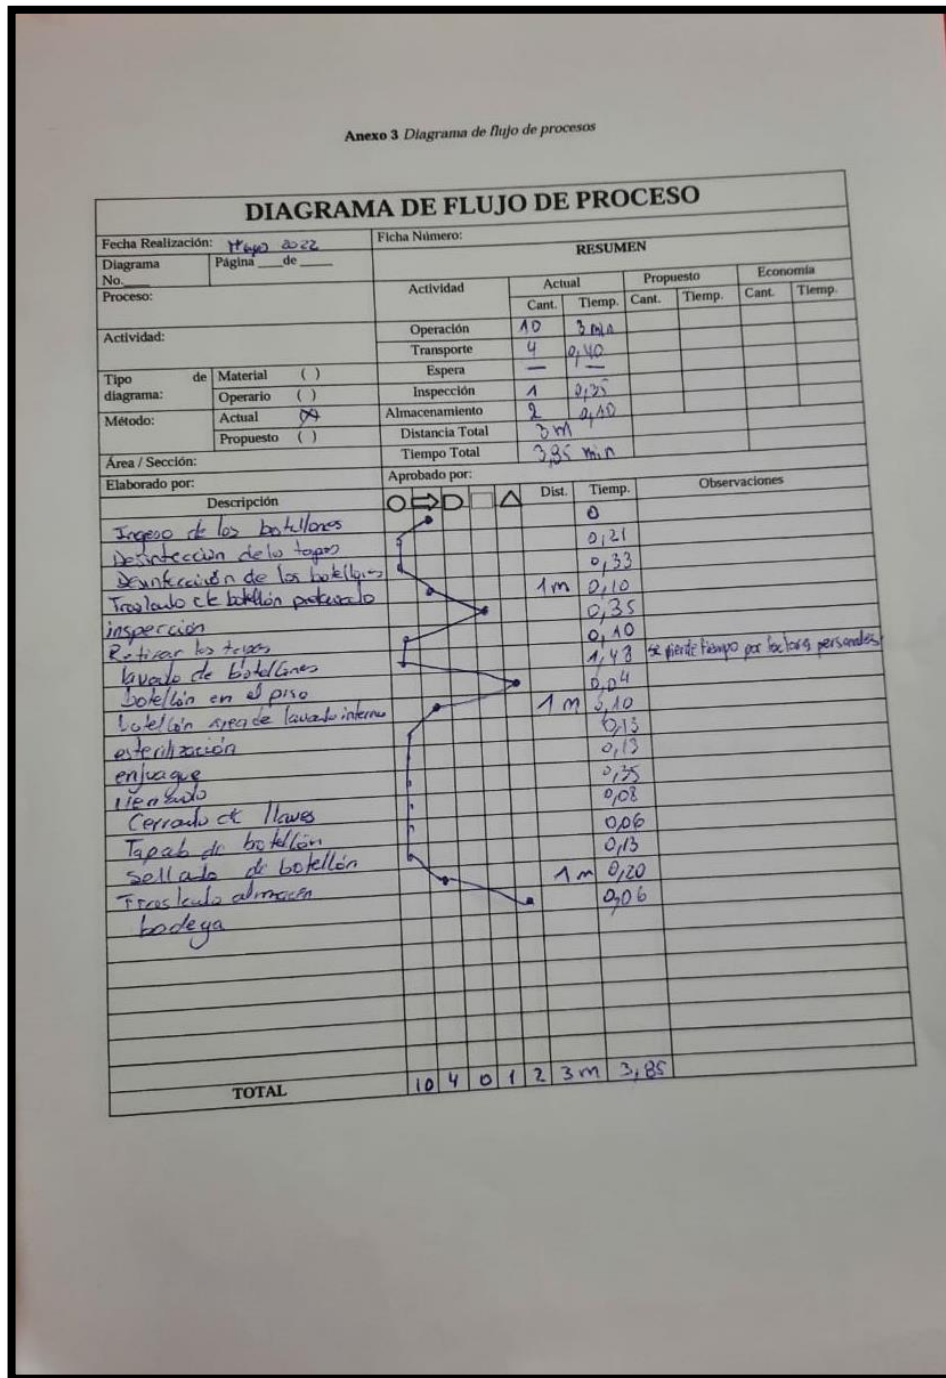 Anexo 3 Diagrama de flujo de procesos
DIAGRAMA DE FLUJO DE PROCESO
Fecha Realización: Mayo 2022 Ficha Número:
Diagrama No.____ Página ____de _____ RESUMEN
Proceso: Actividad Actual Propuesto Economía
Cant. Tiemp. Cant. Tiemp. Cant. Tiemp.
Actividad: Operación 10 3 min
Transporte 4 0,40
Tipo de diagrama: Material ( ) Espera — —
Operario ( ) Inspección 1 0,35
Método: Actual (X) Almacenamiento 2 0,10
Propuesto ( ) Distancia Total 3 m
Área / Sección: Tiempo Total 3,85 min
Elaborado por: Aprobado por:
Descripción Dist. Tiemp. Observaciones
Ingeso de los botellones 0
Desinfección de la tapas 0,21
Desinfección de los botellones 0,33
Traslado de botellón 1 m 0,10
inspección 0,35
Retirar las tapas 0,10
lavado de botellones 1,48 se pierde tiempo por factores personales
botellón en el piso 0,04
botellón area de lavado interno 1 m 0,10
esterilización 0,13
enjuague 0,13
llenado 0,35
Cerrado de llaves 0,08
Tapab de botellón 0,06
Sellado de botellón 0,13
Traslado almacén 1 m 0,20
bodega 0,06
TOTAL 10 4 0 1 2 3 m 3,85